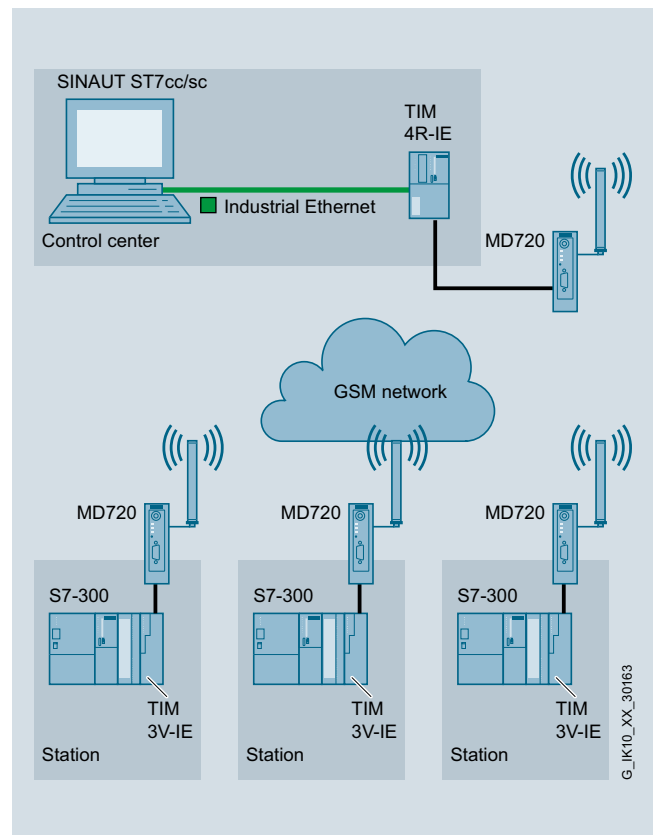 SINAUT ST7cc/sc
TIM
4R-IE
Industrial Ethernet
Control center
MD720
GSM network
MD720
MD720
MD720
S7-300
S7-300
S7-300
TIM
3V-IE
TIM
3V-IE
TIM
3V-IE
Station
Station
Station
G_IK10_XX_30163